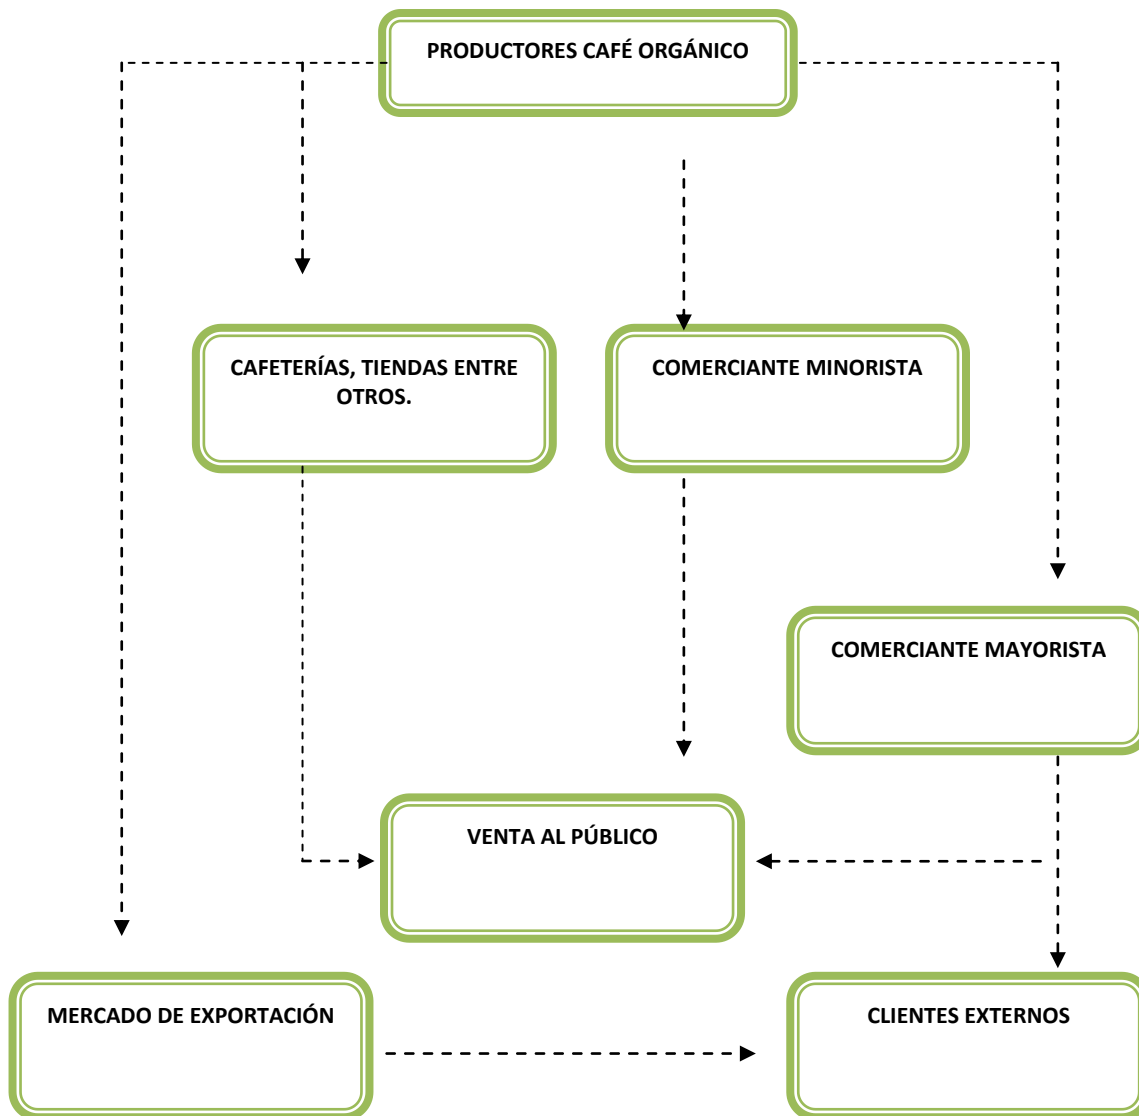 PRODUCTORES CAFÉ ORGÁNICO
CAFETERÍAS, TIENDAS ENTRE
OTROS.
COMERCIANTE MINORISTA
COMERCIANTE MAYORISTA
VENTA AL PÚBLICO
MERCADO DE EXPORTACIÓN
CLIENTES EXTERNOS